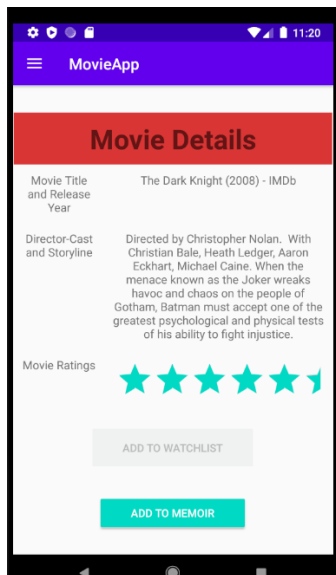 11:20
MovieApp
Movie Details
Movie Title
and Release
Year
The Dark Knight (2008) - IMDb
Director-Cast
and Storyline
Directed by Christopher Nolan.  With
Christian Bale, Heath Ledger, Aaron
Eckhart, Michael Caine. When the
menace known as the Joker wreaks
havoc and chaos on the people of
Gotham, Batman must accept one of the
greatest psychological and physical tests
of his ability to fight injustice.
Movie Ratings
ADD TO WATCHLIST
ADD TO MEMOIR